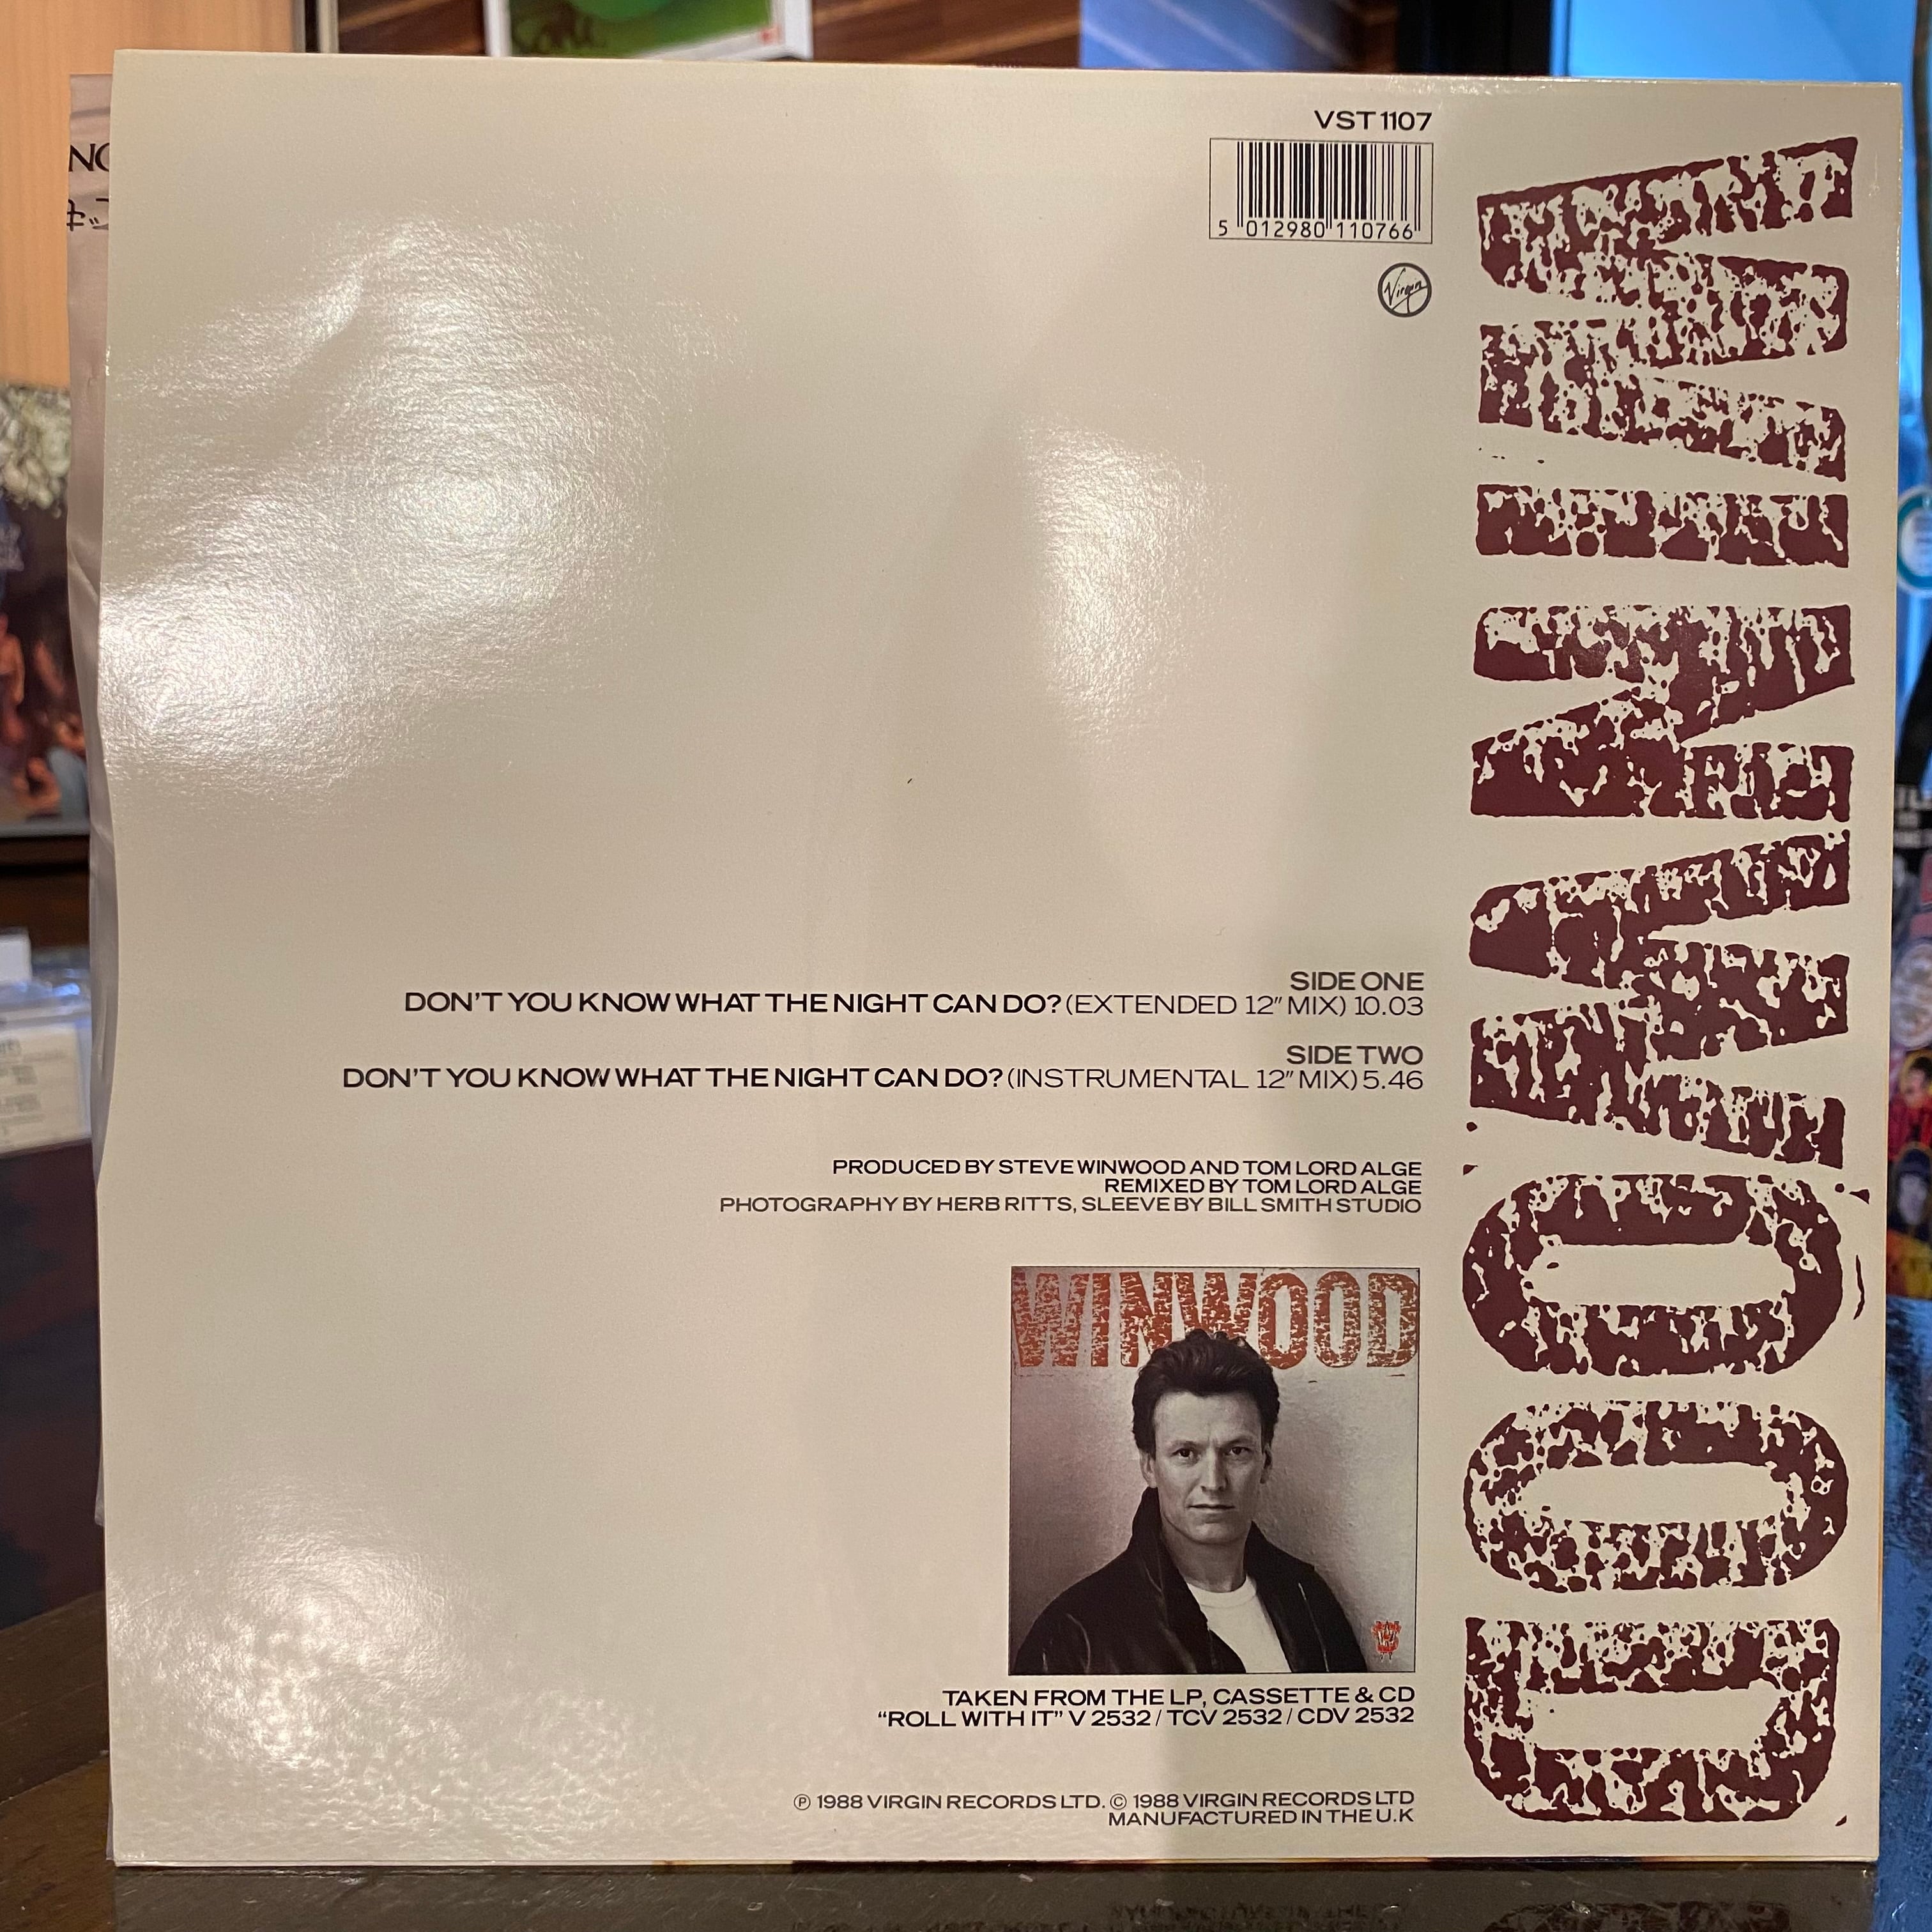 VST 1107
5 012980 110766
Virgin
WINWOOD
SIDE ONE
DON'T YOU KNOW WHAT THE NIGHT CAN DO? (EXTENDED 12" MIX) 10.03
SIDE TWO
DON'T YOU KNOW WHAT THE NIGHT CAN DO? (INSTRUMENTAL 12" MIX) 5.46
PRODUCED BY STEVE WINWOOD AND TOM LORD ALGE
REMIXED BY TOM LORD ALGE
PHOTOGRAPHY BY HERB RITTS, SLEEVE BY BILL SMITH STUDIO
WINWOOD
TAKEN FROM THE LP, CASSETTE & CD
“ROLL WITH IT” V 2532 / TCV 2532 / CDV 2532
Ⓟ 1988 VIRGIN RECORDS LTD. © 1988 VIRGIN RECORDS LTD
MANUFACTURED IN THE U.K